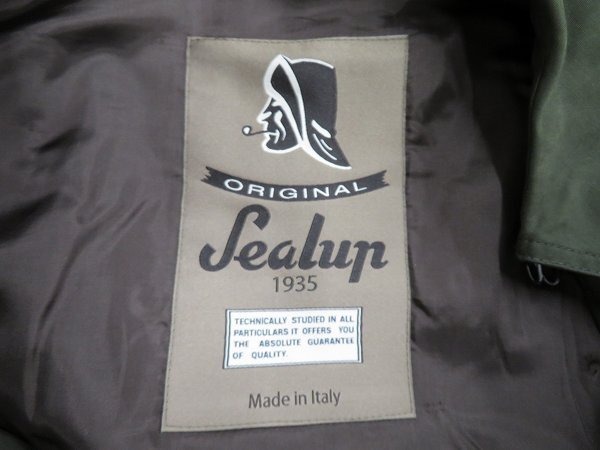 ORIGINAL
Sealup
1935
TECHNICALLY STUDIED IN ALL
PARTICULARS IT OFFERS YOU
THE ABSOLUTE GUARANTEE
OF QUALITY.
Made in Italy